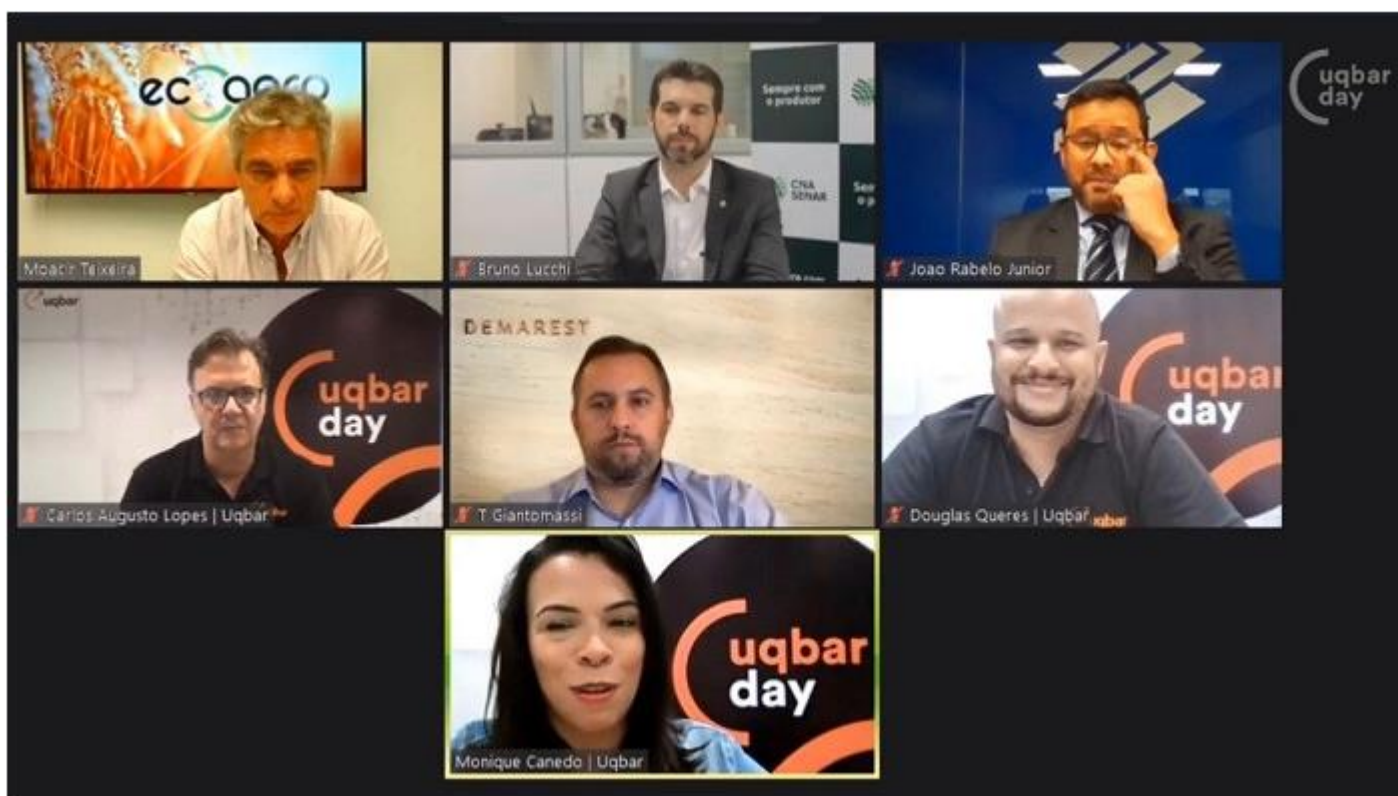 ecoagro
Moacir Teixeira
Sempre com
o produtor
CNA
SENAR
Bruno Lucchi
Joao Rabelo Junior
uqbar
day
uqbar
uqbar
day
Carlos Augusto Lopes | Uqbar
DEMAREST
T Giantomassi
uqbar
day
Douglas Queres | Uqbar
uqbar
uqbar
day
Monique Canedo | Uqbar